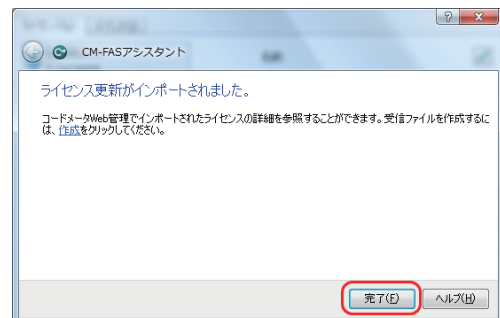 CM-FASアシスタント
ライセンス更新がインポートされました。
コードメータWeb管理でインポートされたライセンスの詳細を参照することができます。受信ファイルを作成するに
は、作成をクリックしてください。
完了(F)
ヘルプ(H)